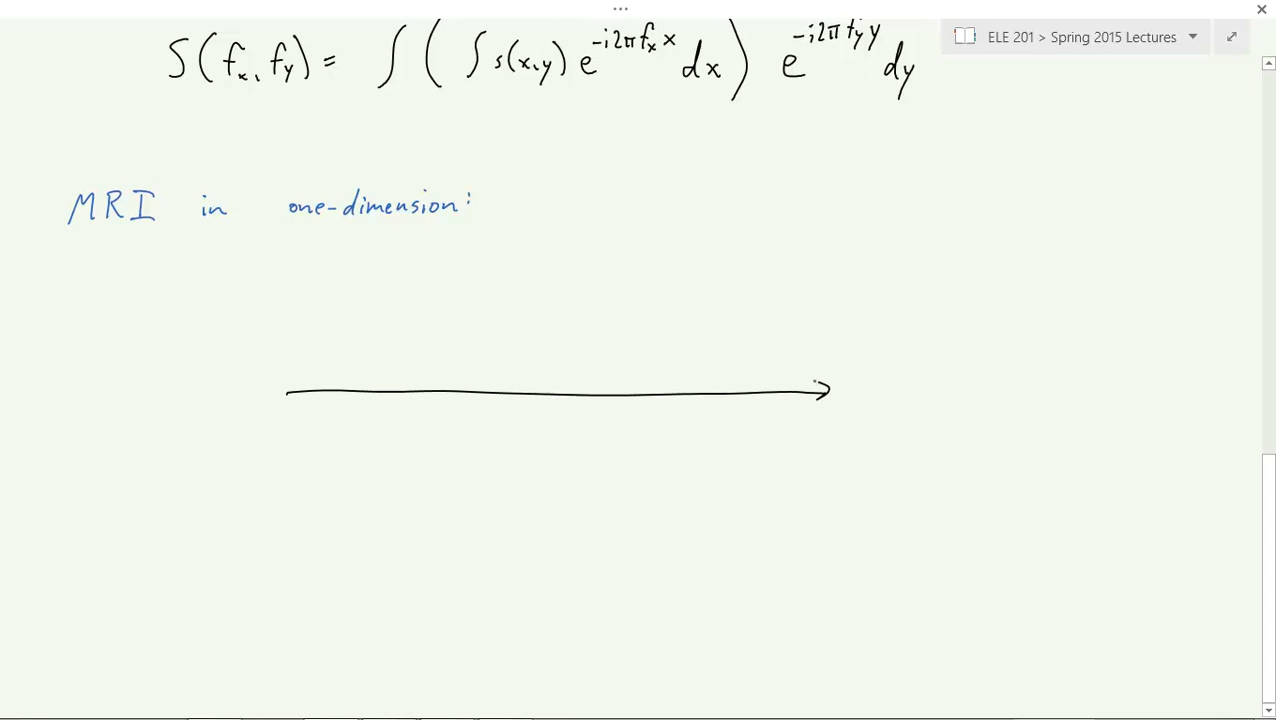 ELE 201 > Spring 2015 Lectures
S(fx, fy) = ∫ ( ∫ s(x,y) e^{-i2πfx x} dx ) e^{-i2πfy y} dy
MRI in one-dimension: